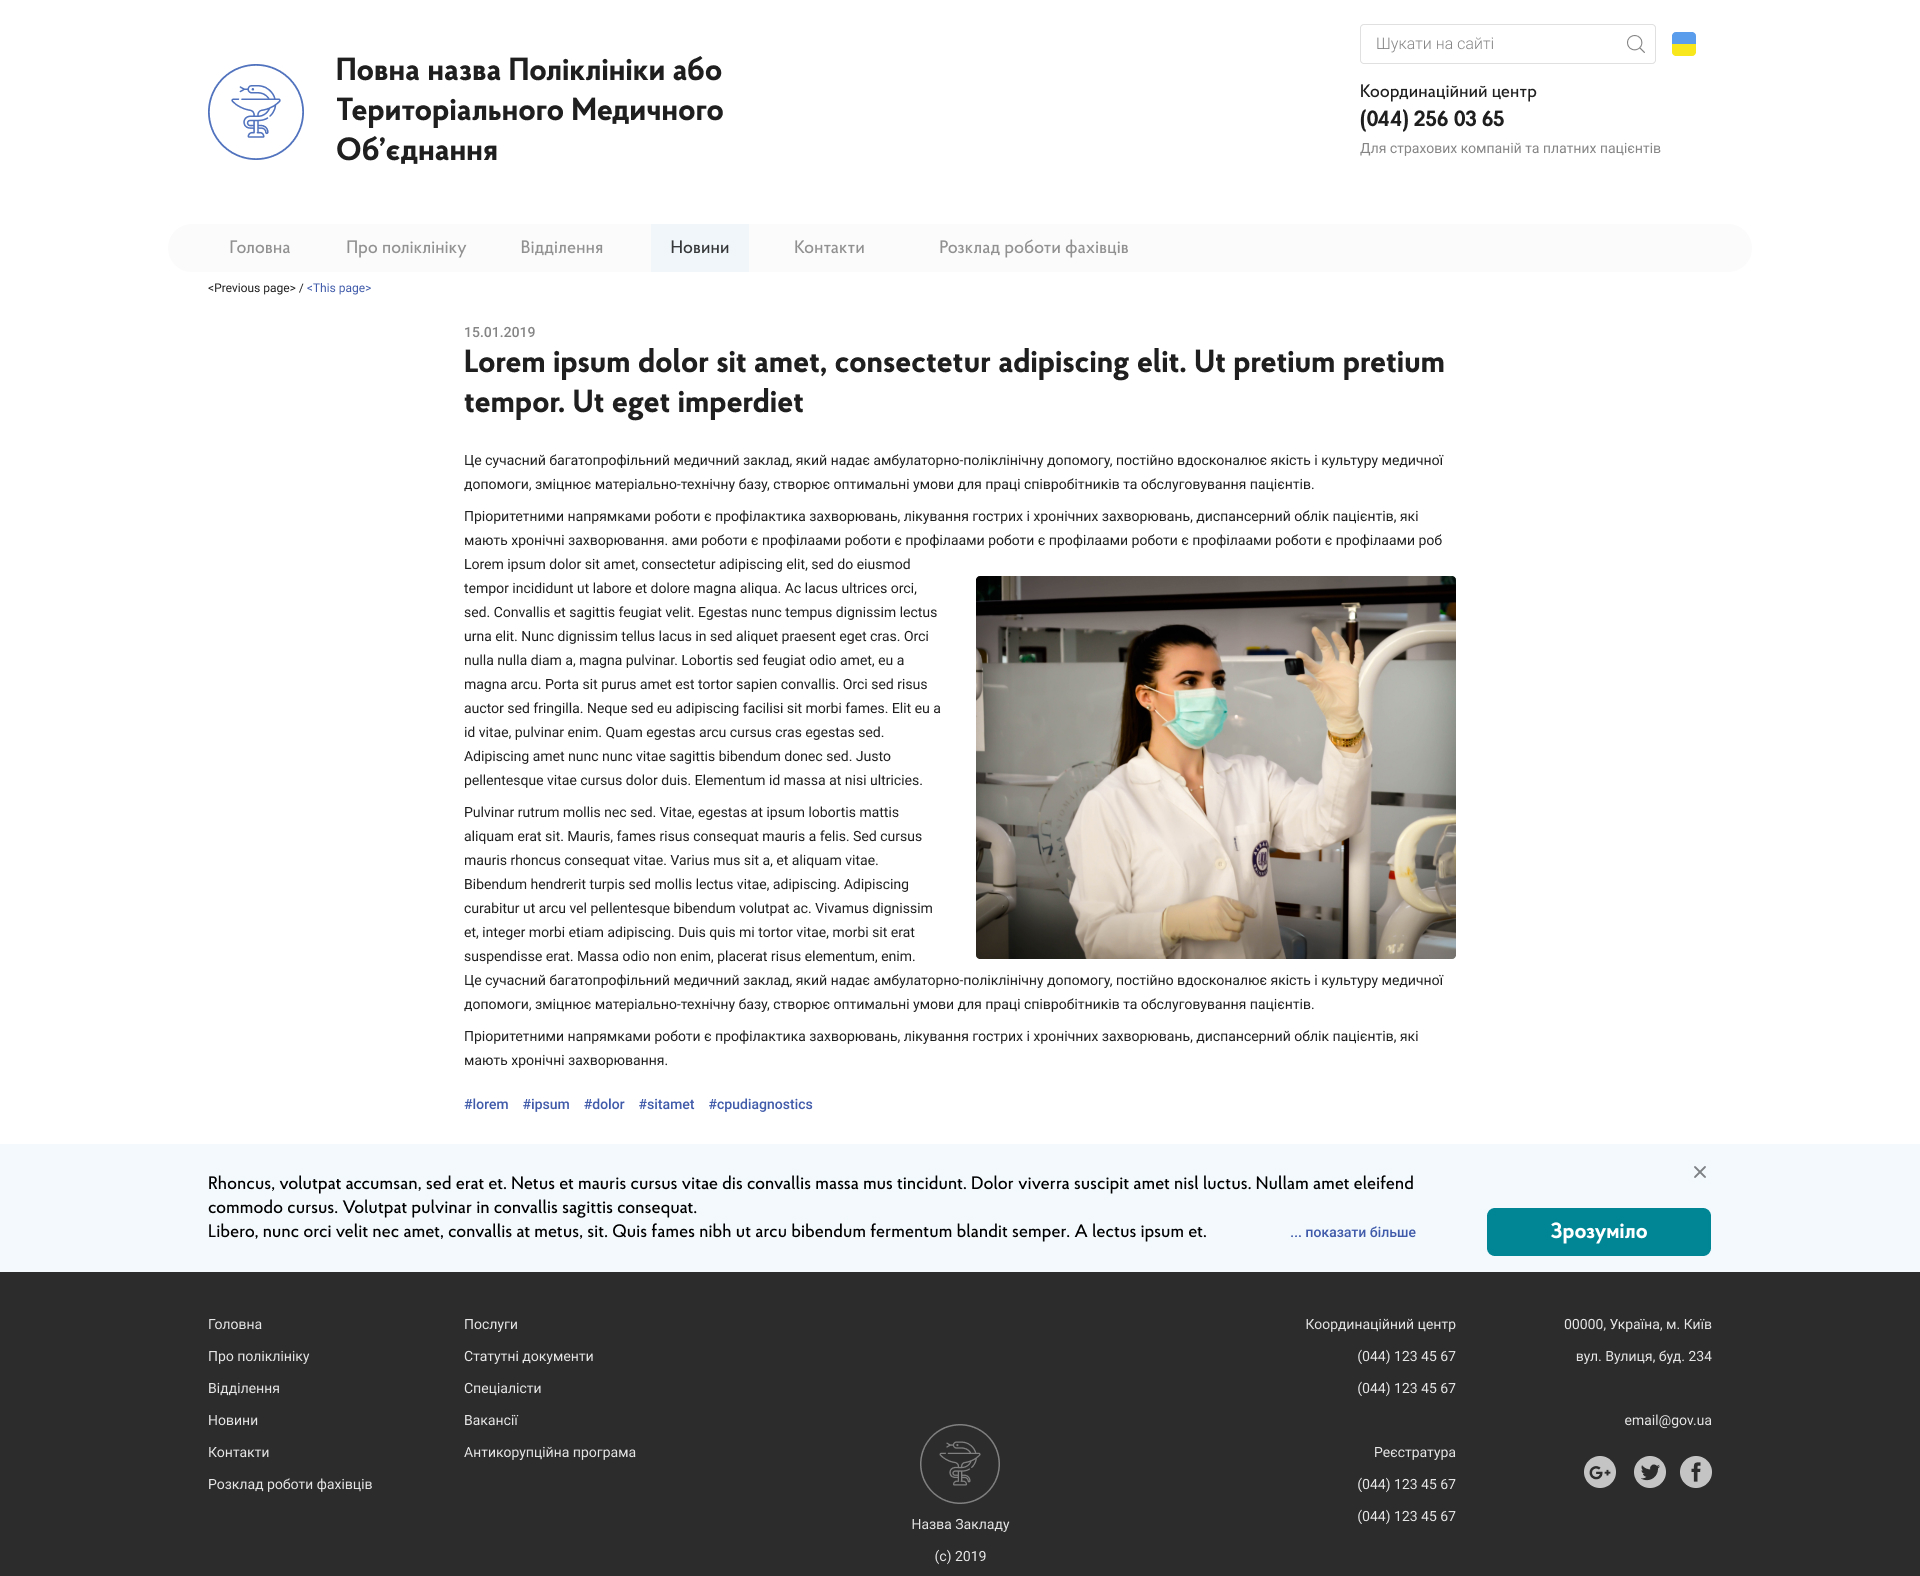 Повна назва Поліклініки або
Територіального Медичного
Об’єднання
Шукати на сайті
Координаційний центр
(044) 256 03 65
Для страхових компаній та платних пацієнтів
Головна
Про поліклініку
Відділення
Новини
Контакти
Розклад роботи фахівців
<Previous page> / <This page>
15.01.2019
Lorem ipsum dolor sit amet, consectetur adipiscing elit. Ut pretium pretium
tempor. Ut eget imperdiet
Це сучасний багатопрофільний медичний заклад, який надає амбулаторно-поліклінічну допомогу, постійно вдосконалює якість і культуру медичної
допомоги, зміцнює матеріально-технічну базу, створює оптимальні умови для праці співробітників та обслуговування пацієнтів.
Пріоритетними напрямками роботи є профілактика захворювань, лікування гострих і хронічних захворювань, диспансерний облік пацієнтів, які
мають хронічні захворювання. ами роботи є профілаами роботи є профілаами роботи є профілаами роботи є профілаами роботи є профілаами роб
Lorem ipsum dolor sit amet, consectetur adipiscing elit, sed do eiusmod
tempor incididunt ut labore et dolore magna aliqua. Ac lacus ultrices orci,
sed. Convallis et sagittis feugiat velit. Egestas nunc tempus dignissim lectus
urna elit. Nunc dignissim tellus lacus in sed aliquet praesent eget cras. Orci
nulla nulla diam a, magna pulvinar. Lobortis sed feugiat odio amet, eu a
magna arcu. Porta sit purus amet est tortor sapien convallis. Orci sed risus
auctor sed fringilla. Neque sed eu adipiscing facilisi sit morbi fames. Elit eu a
id vitae, pulvinar enim. Quam egestas arcu cursus cras egestas sed.
Adipiscing amet nunc nunc vitae sagittis bibendum donec sed. Justo
pellentesque vitae cursus dolor duis. Elementum id massa at nisi ultricies.
Pulvinar rutrum mollis nec sed. Vitae, egestas at ipsum lobortis mattis
aliquam erat sit. Mauris, fames risus consequat mauris a felis. Sed cursus
mauris rhoncus consequat vitae. Varius mus sit a, et aliquam vitae.
Bibendum hendrerit turpis sed mollis lectus vitae, adipiscing. Adipiscing
curabitur ut arcu vel pellentesque bibendum volutpat ac. Vivamus dignissim
et, integer morbi etiam adipiscing. Duis quis mi tortor vitae, morbi sit erat
suspendisse erat. Massa odio non enim, placerat risus elementum, enim.
Це сучасний багатопрофільний медичний заклад, який надає амбулаторно-поліклінічну допомогу, постійно вдосконалює якість і культуру медичної
допомоги, зміцнює матеріально-технічну базу, створює оптимальні умови для праці співробітників та обслуговування пацієнтів.
Пріоритетними напрямками роботи є профілактика захворювань, лікування гострих і хронічних захворювань, диспансерний облік пацієнтів, які
мають хронічні захворювання.
#lorem #ipsum #dolor #sitamet #cpudiagnostics
Rhoncus, volutpat accumsan, sed erat et. Netus et mauris cursus vitae dis convallis massa mus tincidunt. Dolor viverra suscipit amet nisl luctus. Nullam amet eleifend
commodo cursus. Volutpat pulvinar in convallis sagittis consequat.
Libero, nunc orci velit nec amet, convallis at metus, sit. Quis fames nibh ut arcu bibendum fermentum blandit semper. A lectus ipsum et.
... показати більше
Зрозуміло
Головна
Про поліклініку
Відділення
Новини
Контакти
Розклад роботи фахівців
Послуги
Статутні документи
Спеціалісти
Вакансії
Антикорупційна програма
Назва Закладу
(c) 2019
Координаційний центр
(044) 123 45 67
(044) 123 45 67
Реєстратура
(044) 123 45 67
(044) 123 45 67
00000, Україна, м. Київ
вул. Вулиця, буд. 234
email@gov.ua
G+
f